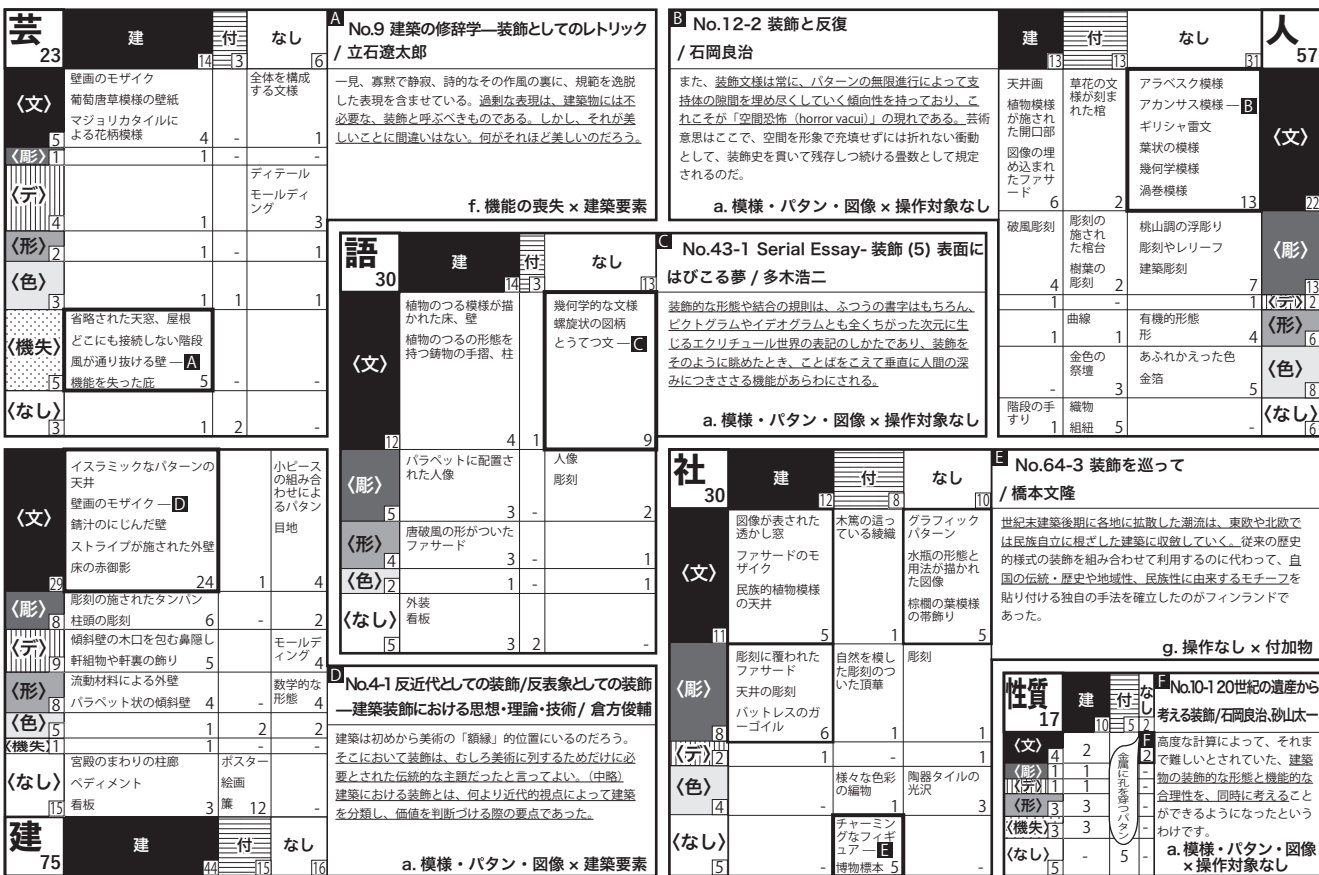 芸
23
建
14
付
3
なし
6
〈文〉
5
壁画のモザイク
葡萄唐草模様の壁紙
マジョリカタイルに
よる花柄模様
4
-
全体を構成
する文様
1
〈彫〉1
1
-
-
〈デ〉
4
1
ディテール
モールディ
ング
3
〈形〉2
1
-
1
〈色〉
3
1
1
1
〈機失〉
5
省略された天窓、屋根
どこにも接続しない階段
風が通り抜ける壁 ― A
機能を失った庇
5
-
-
〈なし〉
3
1
2
-
A No.9 建築の修辞学―装飾としてのレトリック
/ 立石遼太郎
一見、寡黙で静寂、詩的なその作風の裏に、規範を逸脱
した表現を含ませている。過剰な表現は、建築物には不
必要な、装飾と呼ぶべきものである。しかし、それが美
しいことに間違いはない。何がそれほど美しいのだろう。
f. 機能の喪失 × 建築要素
B No.12-2 装飾と反復
/ 石岡良治
また、装飾文様は常に、パターンの無限進行によって支
持体の隙間を埋め尽くしていく傾向性を持っており、こ
れこそが「空間恐怖（horror vacui）」の現れである。芸術
意思はここで、空間を形象で充填せずには折れない衝動
として、装飾史を貫いて残存しつ続ける畳数として規定
されるのだ。
a. 模様・パタン・図像 × 操作対象なし
建
13
付
13
なし
31
人
57
天井画
植物模様
が施され
た開口部
図像の埋
め込まれ
たファサ
ード
6
草花の文
様が刻ま
れた棺
2
アラベスク模様
アカンサス模様 ― B
ギリシャ雷文
葉状の模様
幾何学模様
渦巻模様
13
〈文〉
22
破風彫刻
4
彫刻の
施され
た棺台
樹葉の
彫刻
2
桃山調の浮彫り
彫刻やレリーフ
建築彫刻
7
〈彫〉
13
1
-
1
〈デ〉2
1
曲線
1
有機的形態
形
4
〈形〉
6
-
金色の
祭壇
3
あふれかえった色
金箔
5
〈色〉
8
階段の手
すり
1
織物
組紐
5
-
〈なし〉
6
語
30
建
14
付
3
なし
13
〈文〉
12
植物のつる模様が描
かれた床、壁
植物のつるの形態を
持つ鋳物の手摺、柱
4
1
幾何学的な文様
螺旋状の図柄
とうてつ文 ― C
9
〈彫〉
5
パラペットに配置さ
れた人像
3
-
人像
彫刻
2
〈形〉
4
唐破風の形がついた
ファサード
3
-
1
〈色〉2
1
-
1
〈なし〉
5
外装
看板
3
2
-
C No.43-1 Serial Essay- 装飾 (5) 表面に
はびこる夢 / 多木浩二
装飾的な形態や結合の規則は、ふつうの書字はもちろん、
ピクトグラムやイデオグラムとも全くちがった次元に生
じるエクリチュール世界の表記のしかたであり、装飾を
そのように眺めたとき、ことばをこえて垂直に人間の深
みにつきささる機能があらわにされる。
a. 模様・パタン・図像 × 操作対象なし
〈文〉
29
イスラミックなパターンの
天井
壁画のモザイク ― D
錆汁のにじんだ壁
ストライプが施された外壁
床の赤御影
24
1
小ピース
の組み合
わせによ
るパタン
目地
4
〈彫〉
8
彫刻の施されたタンパン
柱頭の彫刻
6
-
2
〈デ〉
9
傾斜壁の木口を包む鼻隠し
軒組物や軒裏の飾り
5
モールデ
ィング
4
〈形〉
8
流動材料による外壁
パラペット状の傾斜壁
4
-
数学的な
形態
4
〈色〉5
1
2
2
〈機失〉1
1
-
-
〈なし〉
15
宮殿のまわりの柱廊
ペディメント
看板
3
ポスター
絵画
簾
12
-
建
75
建
44
付
15
なし
16
D No.4-1 反近代としての装飾/反表象としての装飾
―建築装飾における思想・理論・技術/ 倉方俊輔
建築は初めから美術の「額縁」的位置にいるのだろう。
そこにおいて装飾は、むしろ美術に列するためだけに必
要とされた伝統的な主題だったと言ってよい。（中略）
建築における装飾とは、何より近代的視点によって建築
を分類し、価値を判断づける際の要点であった。
a. 模様・パタン・図像 × 建築要素
社
30
建
12
付
8
なし
10
〈文〉
11
図像が表された
透かし窓
ファサードのモ
ザイク
民族的植物模様
の天井
5
木蔦の這っ
ている綾織
1
グラフィック
パターン
水瓶の形態と
用法が描かれ
た図像
棕櫚の葉模様
の帯飾り
5
〈彫〉
8
彫刻に覆われた
ファサード
天井の彫刻
バットレスのガ
ーゴイル
6
自然を模し
た彫刻のつ
いた頂華
1
彫刻
1
〈デ〉2
1
-
1
〈色〉
4
-
様々な色彩
の編物
1
陶器タイルの
光沢
3
〈なし〉
5
-
チャーミン
グなフィギ
ュア ― E
博物標本
5
-
E No.64-3 装飾を巡って
/ 橋本文隆
世紀末建築後期に各地に拡散した潮流は、東欧や北欧で
は民族自立に根ざした建築に収斂していく。従来の歴史
的様式の装飾を組み合わせて利用するのに代わって、自
国の伝統・歴史や地域性、民族性に由来するモチーフを
貼り付ける独自の手法を確立したのがフィンランドで
あった。
g. 操作なし × 付加物
性質
17
建
10
付
5
なし
2
〈文〉
4
2
F
2
〈彫〉
1
1
-
〈デ〉
1
1
-
〈形〉3
3
-
〈機失〉3
3
-
〈なし〉
5
-
5
-
金属に孔を穿つパタン
F No.10-1 20世紀の遺産から
考える装飾/石岡良治、砂山太一
高度な計算によって、それま
で難しいとされていた、建築
物の装飾的な形態と機能的な
合理性を、同時に考えること
ができるようになったという
わけです。
a. 模様・パタン・図像
×操作対象なし